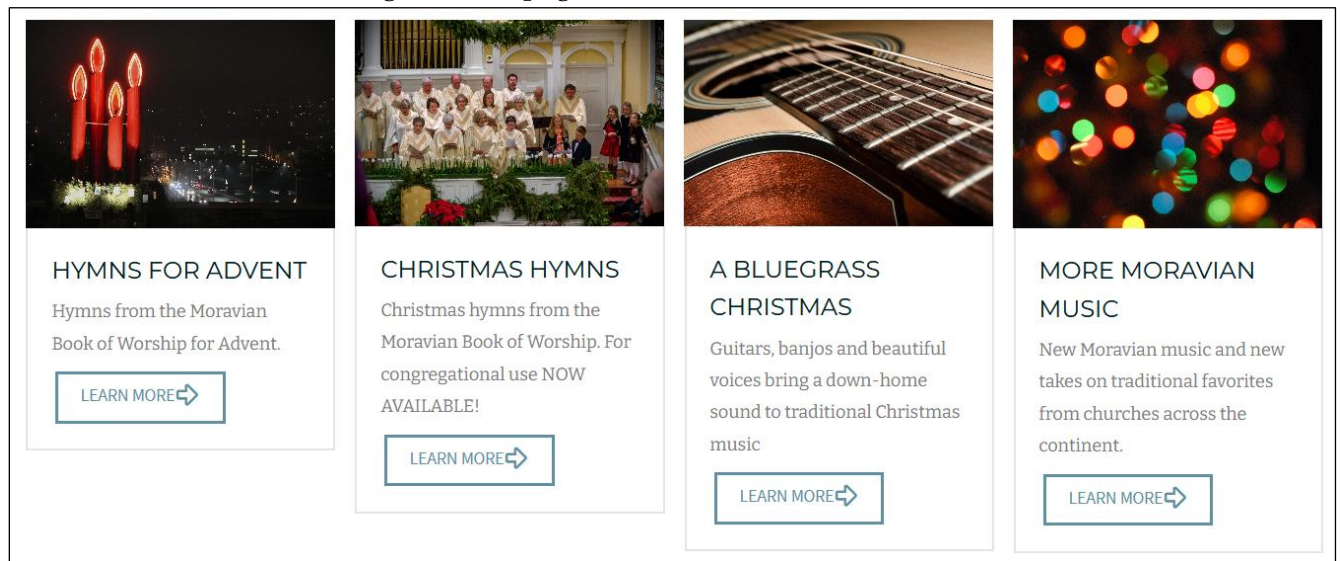 HYMNS FOR ADVENT
Hymns from the Moravian
Book of Worship for Advent.
LEARN MORE
CHRISTMAS HYMNS
Christmas hymns from the
Moravian Book of Worship. For
congregational use NOW
AVAILABLE!
LEARN MORE
A BLUEGRASS
CHRISTMAS
Guitars, banjos and beautiful
voices bring a down-home
sound to traditional Christmas
music
LEARN MORE
MORE MORAVIAN
MUSIC
New Moravian music and new
takes on traditional favorites
from churches across the
continent.
LEARN MORE